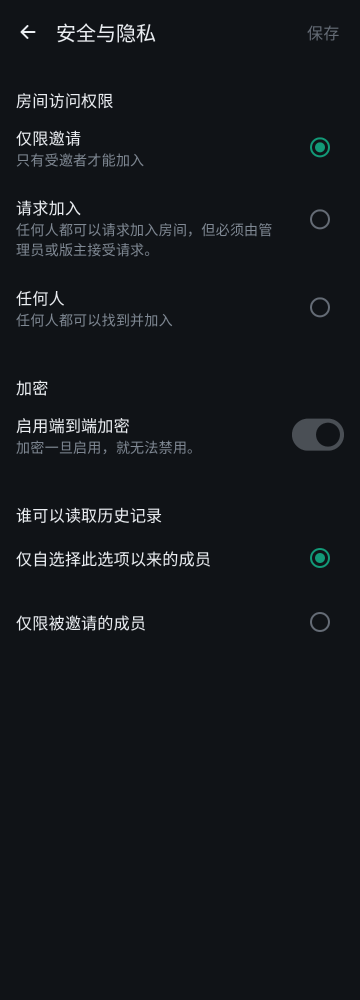 安全与隐私
保存
房间访问权限
仅限邀请
只有受邀者才能加入
请求加入
任何人都可以请求加入房间，但必须由管
理员或版主接受请求。
任何人
任何人都可以找到并加入
加密
启用端到端加密
加密一旦启用，就无法禁用。
谁可以读取历史记录
仅自选择此选项以来的成员
仅限被邀请的成员